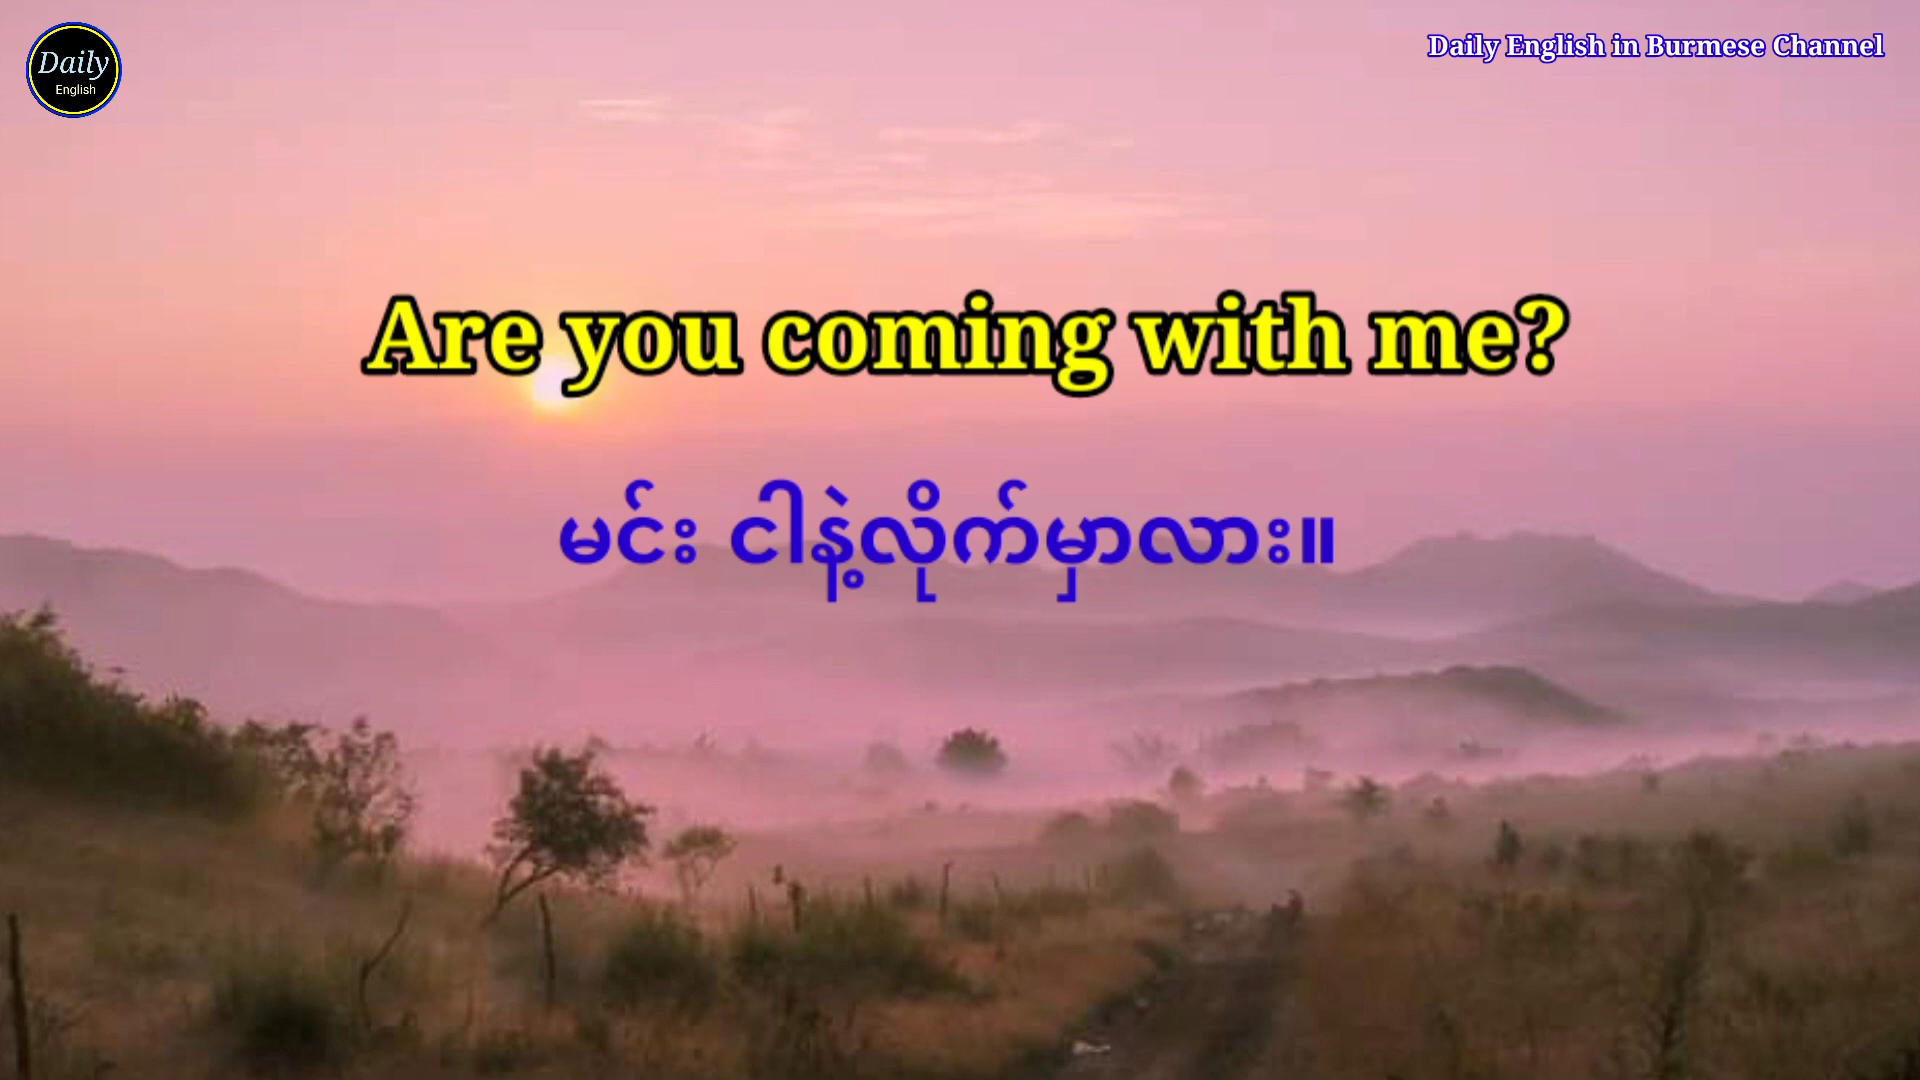 Daily
English
Daily English in Burmese Channel
Are you coming with me?
မင်း ငါနဲ့လိုက်မှာလား။